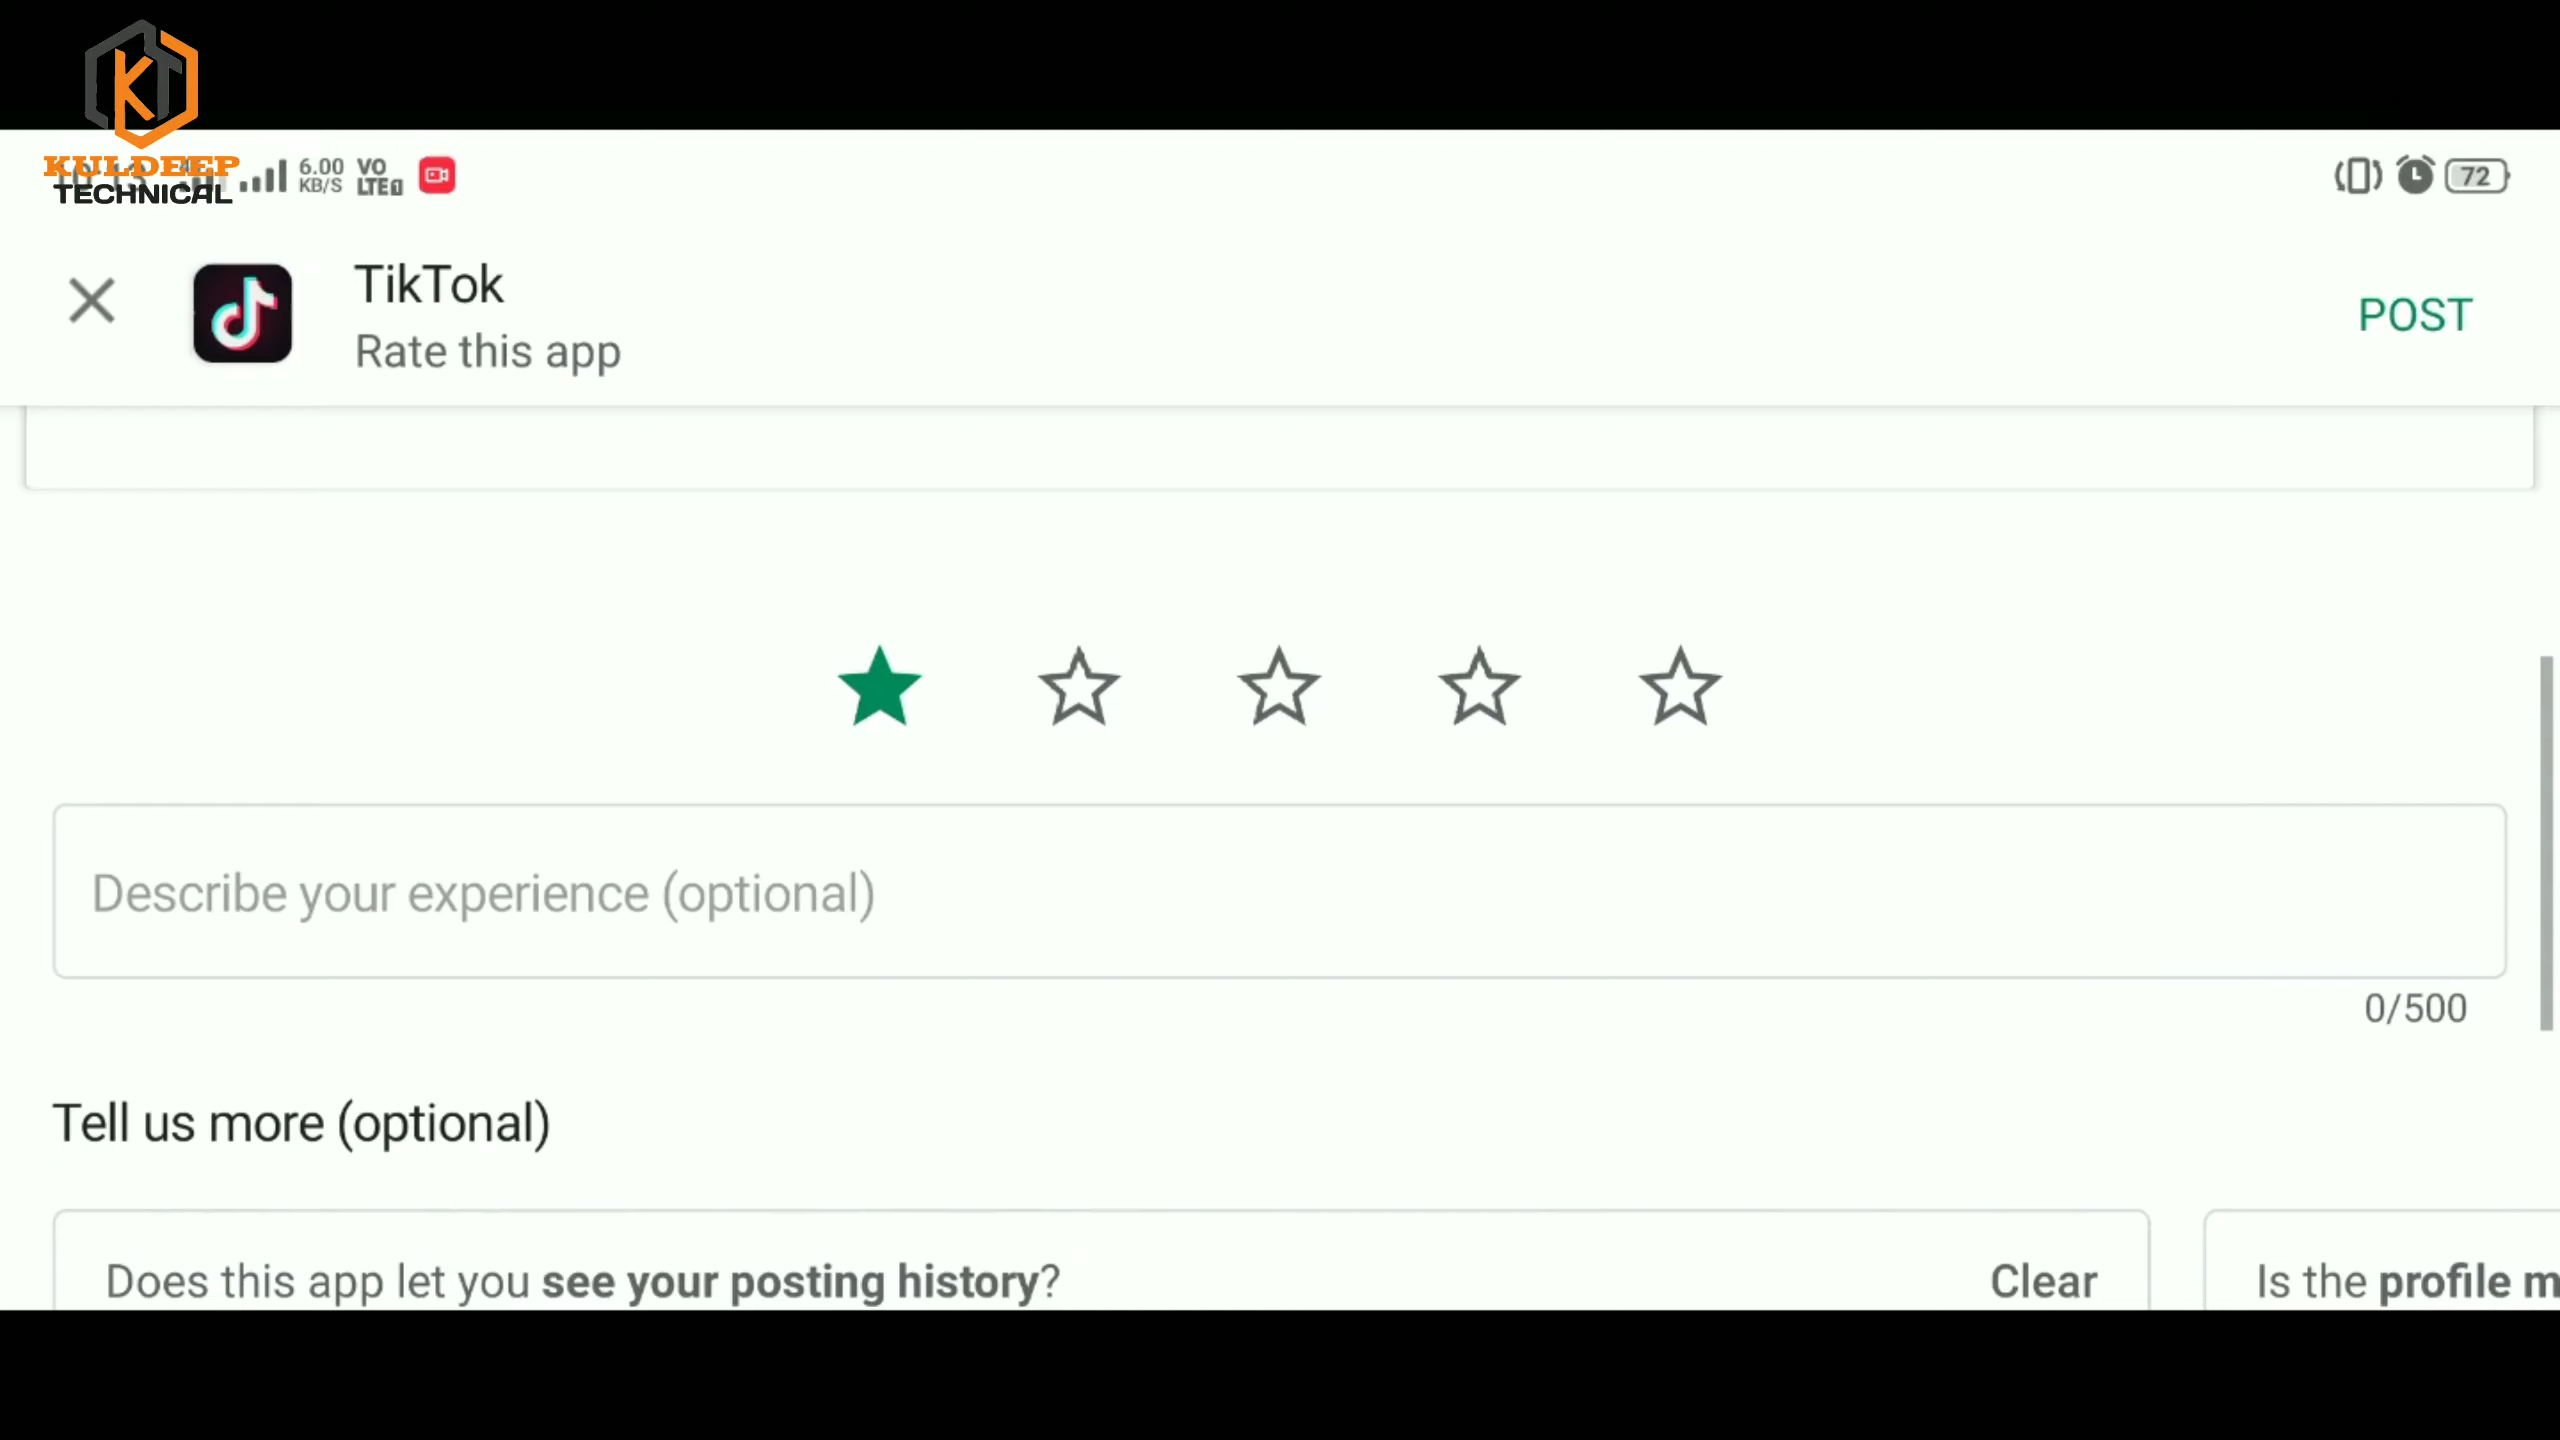 KULDEEP
TECHNICAL
6.00
KB/S
VO
LTE1
72
TikTok
Rate this app
POST
Describe your experience (optional)
0/500
Tell us more (optional)
Does this app let you see your posting history?
Clear
Is the profile m